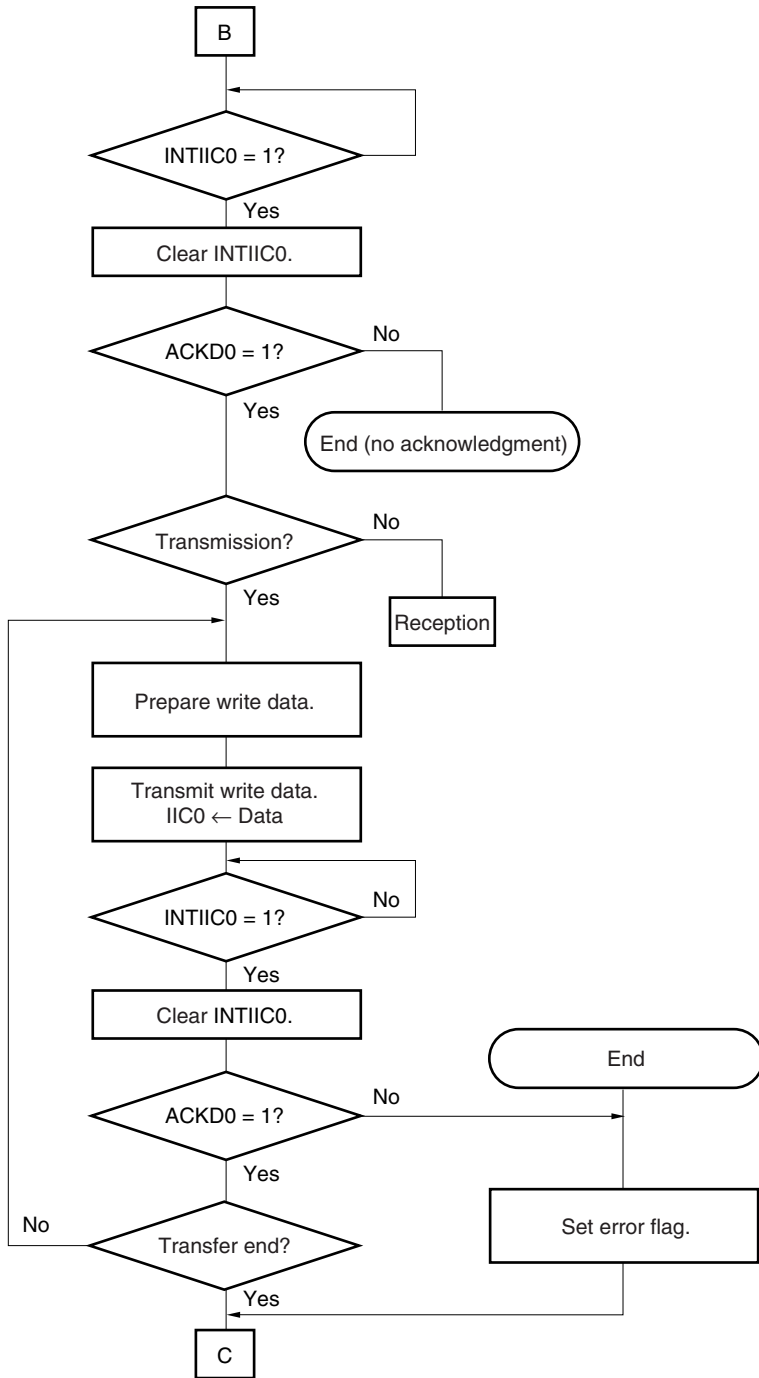 B
INTIIC0 = 1?
Yes
Clear INTIIC0.
ACKD0 = 1?
No
Yes
End (no acknowledgment)
Transmission?
No
Yes
Reception
Prepare write data.
Transmit write data.
IIC0 ← Data
INTIIC0 = 1?
No
Yes
Clear INTIIC0.
End
ACKD0 = 1?
No
Yes
Set error flag.
Transfer end?
No
Yes
C